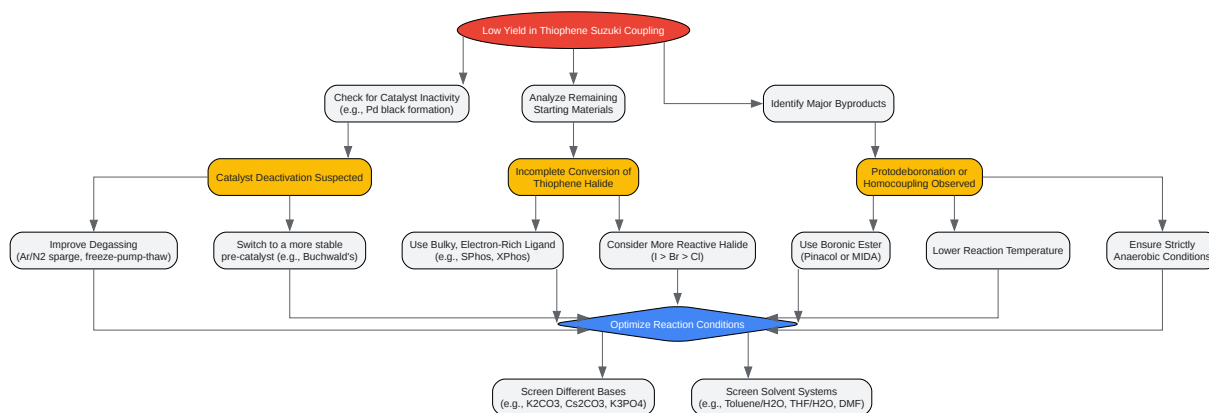 Low Yield in Thiophene Suzuki Coupling
Check for Catalyst Inactivity
(e.g., Pd black formation)
Analyze Remaining
Starting Materials
Identify Major Byproducts
Catalyst Deactivation Suspected
Incomplete Conversion of
Thiophene Halide
Protodeboronation or
Homocoupling Observed
Improve Degassing
(Ar/N2 sparge, freeze-pump-thaw)
Switch to a more stable
pre-catalyst (e.g., Buchwald's)
Use Bulky, Electron-Rich Ligand
(e.g., SPhos, XPhos)
Consider More Reactive Halide
(I > Br > Cl)
Use Boronic Ester
(Pinacol or MIDA)
Lower Reaction Temperature
Ensure Strictly
Anaerobic Conditions
Optimize Reaction Conditions
Screen Different Bases
(e.g., K2CO3, Cs2CO3, K3PO4)
Screen Solvent Systems
(e.g., Toluene/H2O, THF/H2O, DMF)